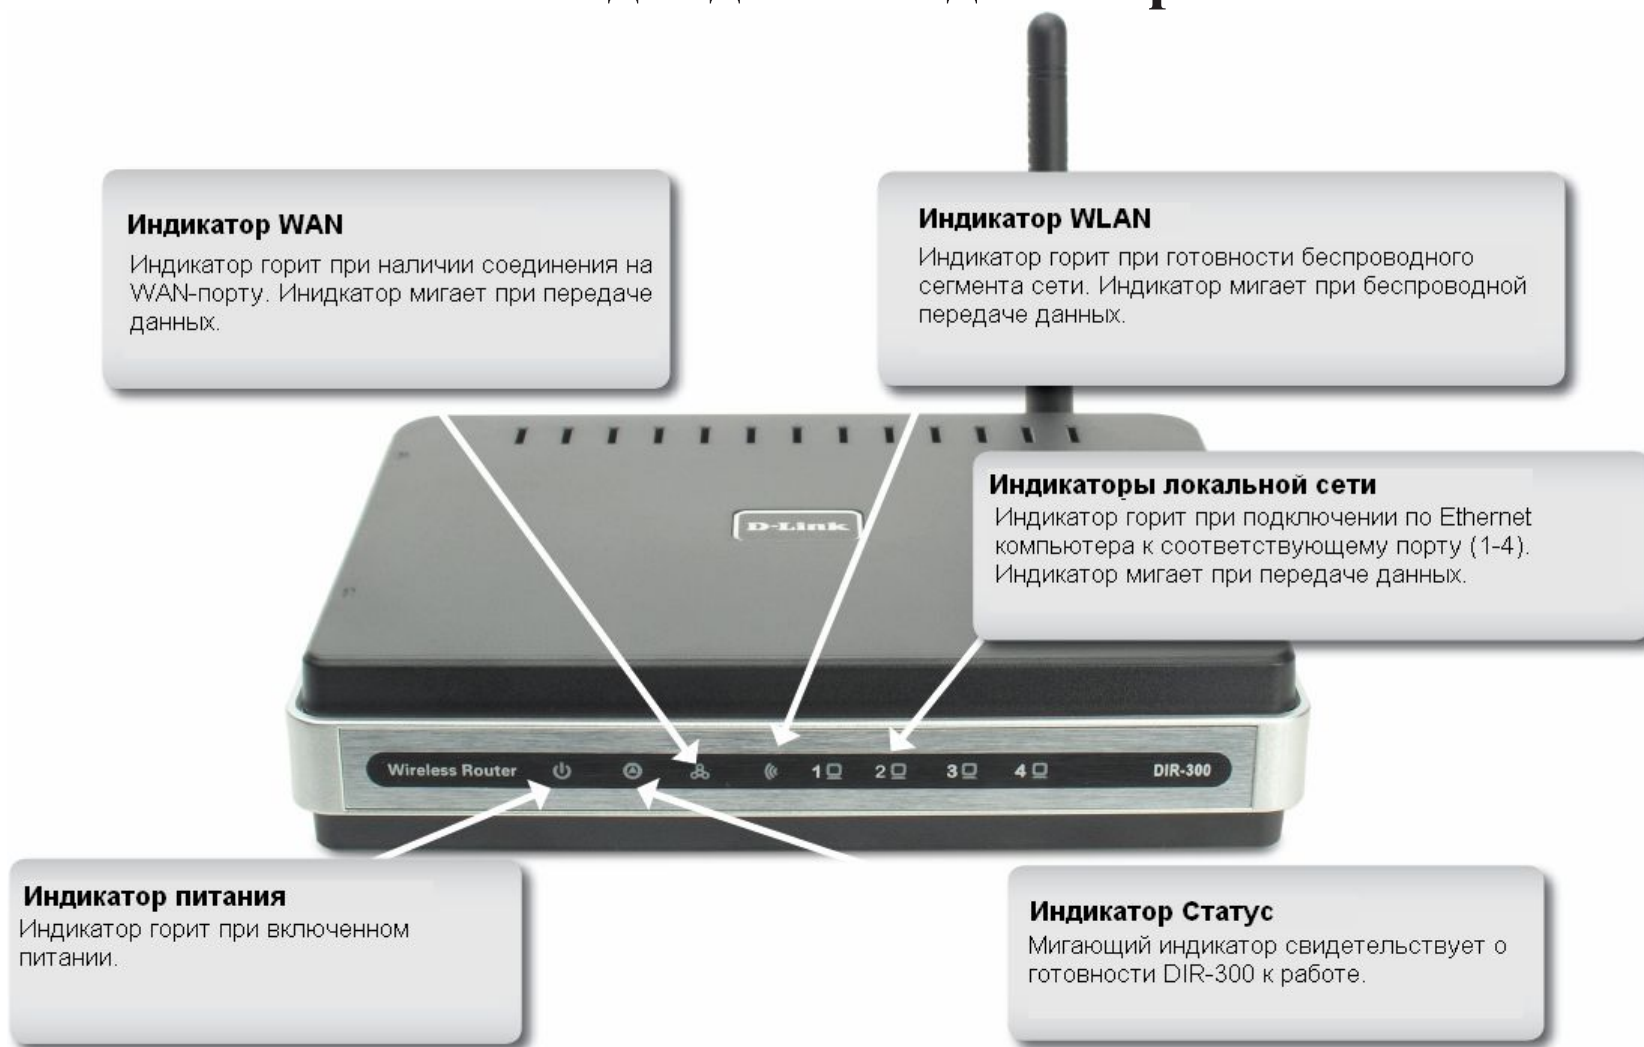 Индикатор WAN
Индикатор горит при наличии соединения на
WAN-порту. Инидкатор мигает при передаче
данных.
Индикатор WLAN
Индикатор горит при готовности беспроводного
сегмента сети. Индикатор мигает при беспроводной
передаче данных.
Индикаторы локальной сети
Индикатор горит при подключении по Ethernet
компьютера к соответствующему порту (1-4).
Индикатор мигает при передаче данных.
D-Link
Wireless Router 1 2 3 4 DIR-300
Индикатор питания
Индикатор горит при включенном
питании.
Индикатор Статус
Мигающий индикатор свидетельствует о
готовности DIR-300 к работе.